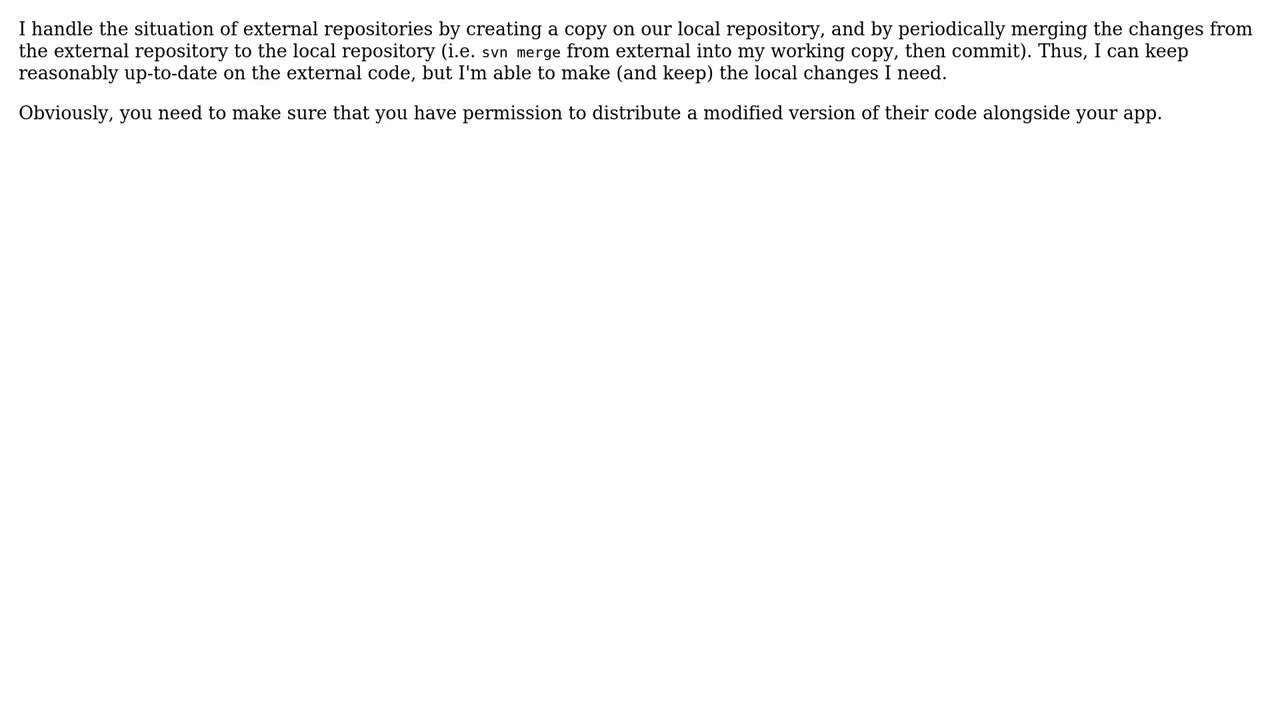 I handle the situation of external repositories by creating a copy on our local repository, and by periodically merging the changes from
the external repository to the local repository (i.e. svn merge from external into my working copy, then commit). Thus, I can keep
reasonably up-to-date on the external code, but I'm able to make (and keep) the local changes I need.
Obviously, you need to make sure that you have permission to distribute a modified version of their code alongside your app.